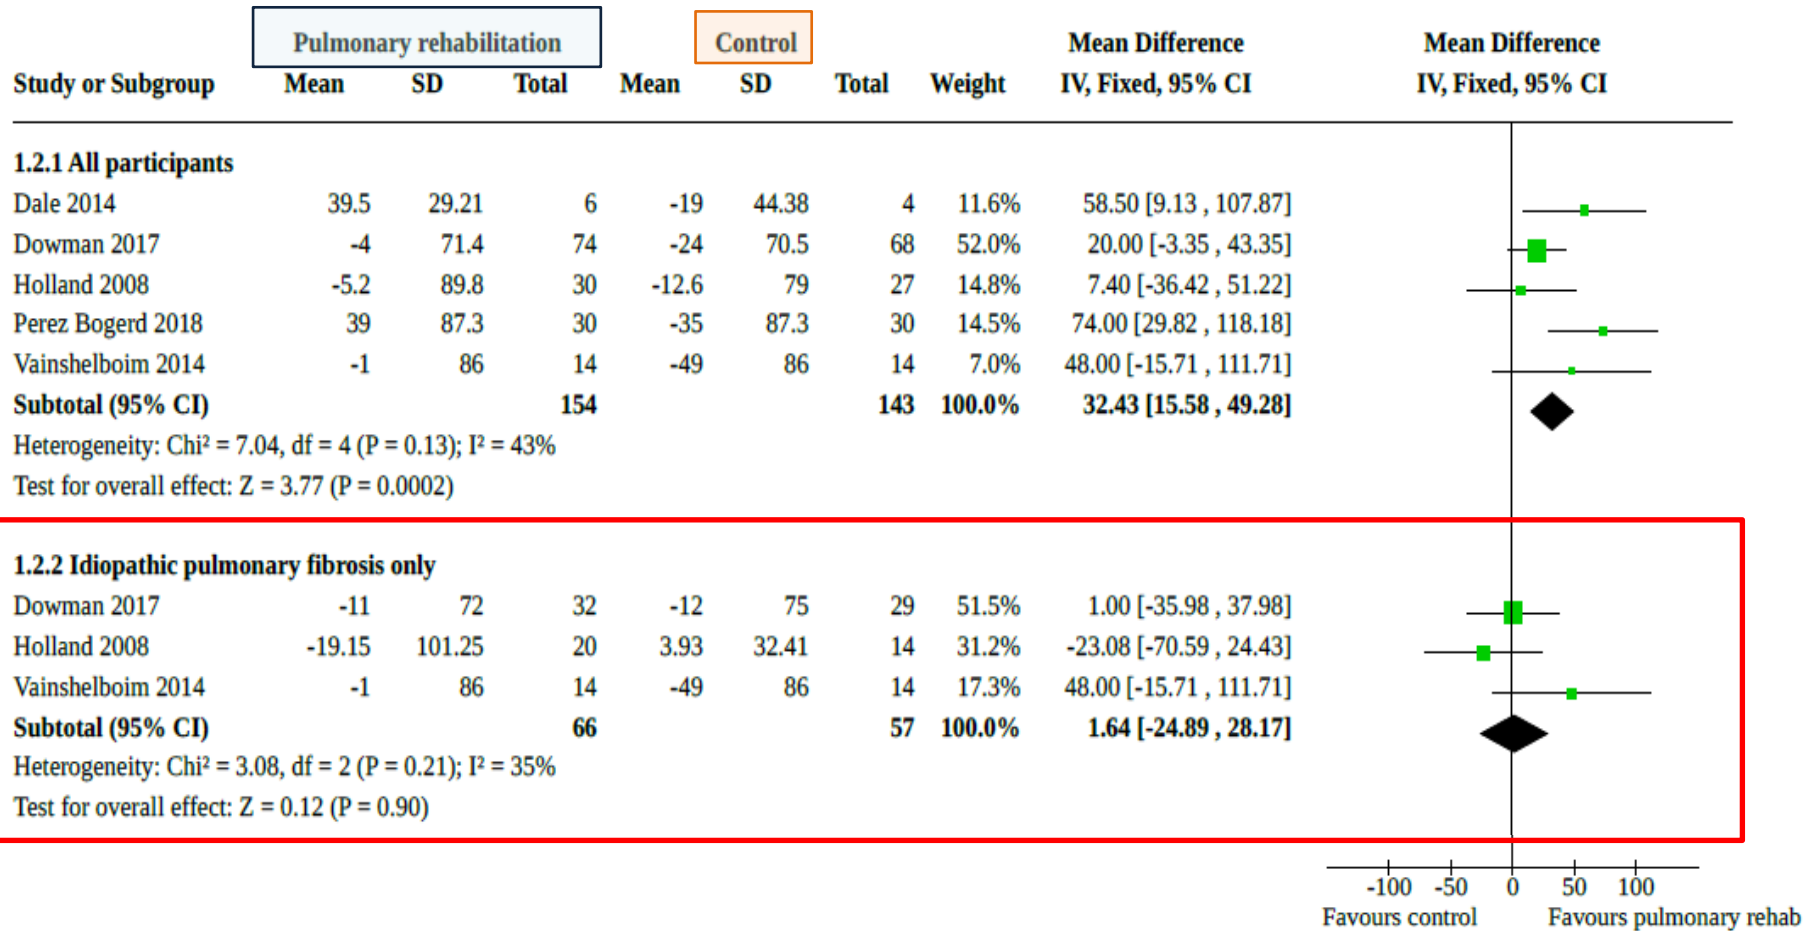 Pulmonary rehabilitation Control Mean Difference Mean Difference
Study or Subgroup Mean SD Total Mean SD Total Weight IV, Fixed, 95% CI IV, Fixed, 95% CI
1.2.1 All participants
Dale 2014 39.5 29.21 6 -19 44.38 4 11.6% 58.50 [9.13 , 107.87]
Dowman 2017 -4 71.4 74 -24 70.5 68 52.0% 20.00 [-3.35 , 43.35]
Holland 2008 -5.2 89.8 30 -12.6 79 27 14.8% 7.40 [-36.42 , 51.22]
Perez Bogerd 2018 39 87.3 30 -35 87.3 30 14.5% 74.00 [29.82 , 118.18]
Vainshelboim 2014 -1 86 14 -49 86 14 7.0% 48.00 [-15.71 , 111.71]
Subtotal (95% CI) 154 143 100.0% 32.43 [15.58 , 49.28]
Heterogeneity: Chi² = 7.04, df = 4 (P = 0.13); I² = 43%
Test for overall effect: Z = 3.77 (P = 0.0002)
1.2.2 Idiopathic pulmonary fibrosis only
Dowman 2017 -11 72 32 -12 75 29 51.5% 1.00 [-35.98 , 37.98]
Holland 2008 -19.15 101.25 20 3.93 32.41 14 31.2% -23.08 [-70.59 , 24.43]
Vainshelboim 2014 -1 86 14 -49 86 14 17.3% 48.00 [-15.71 , 111.71]
Subtotal (95% CI) 66 57 100.0% 1.64 [-24.89 , 28.17]
Heterogeneity: Chi² = 3.08, df = 2 (P = 0.21); I² = 35%
Test for overall effect: Z = 0.12 (P = 0.90)
-100 -50 0 50 100
Favours control Favours pulmonary rehab